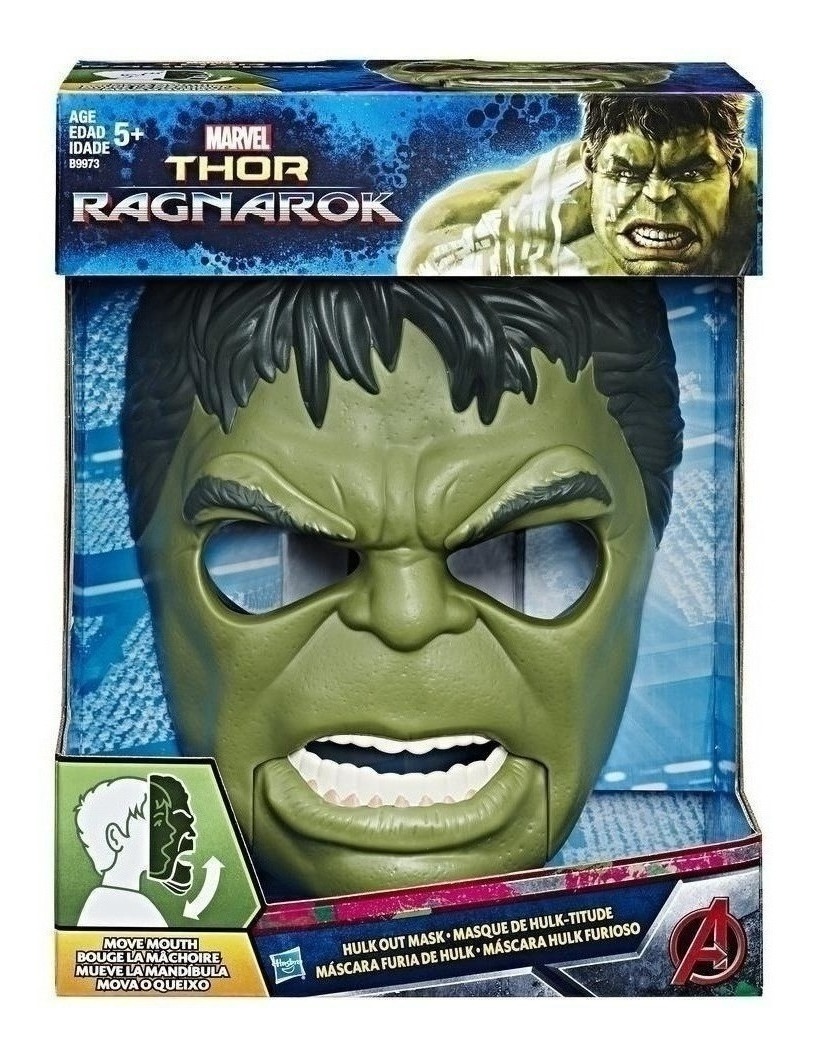 AGE
EDAD 5+
IDADE
B9973
MARVEL
THOR
RAGNAROK
MOVE MOUTH
BOUGE LA MÂCHOIRE
MUEVE LA MANDÍBULA
MOVA O QUEIXO
Hasbro
HULK OUT MASK • MASQUE DE HULK-TITUDE
MÁSCARA FURIA DE HULK • MÁSCARA HULK FURIOSO